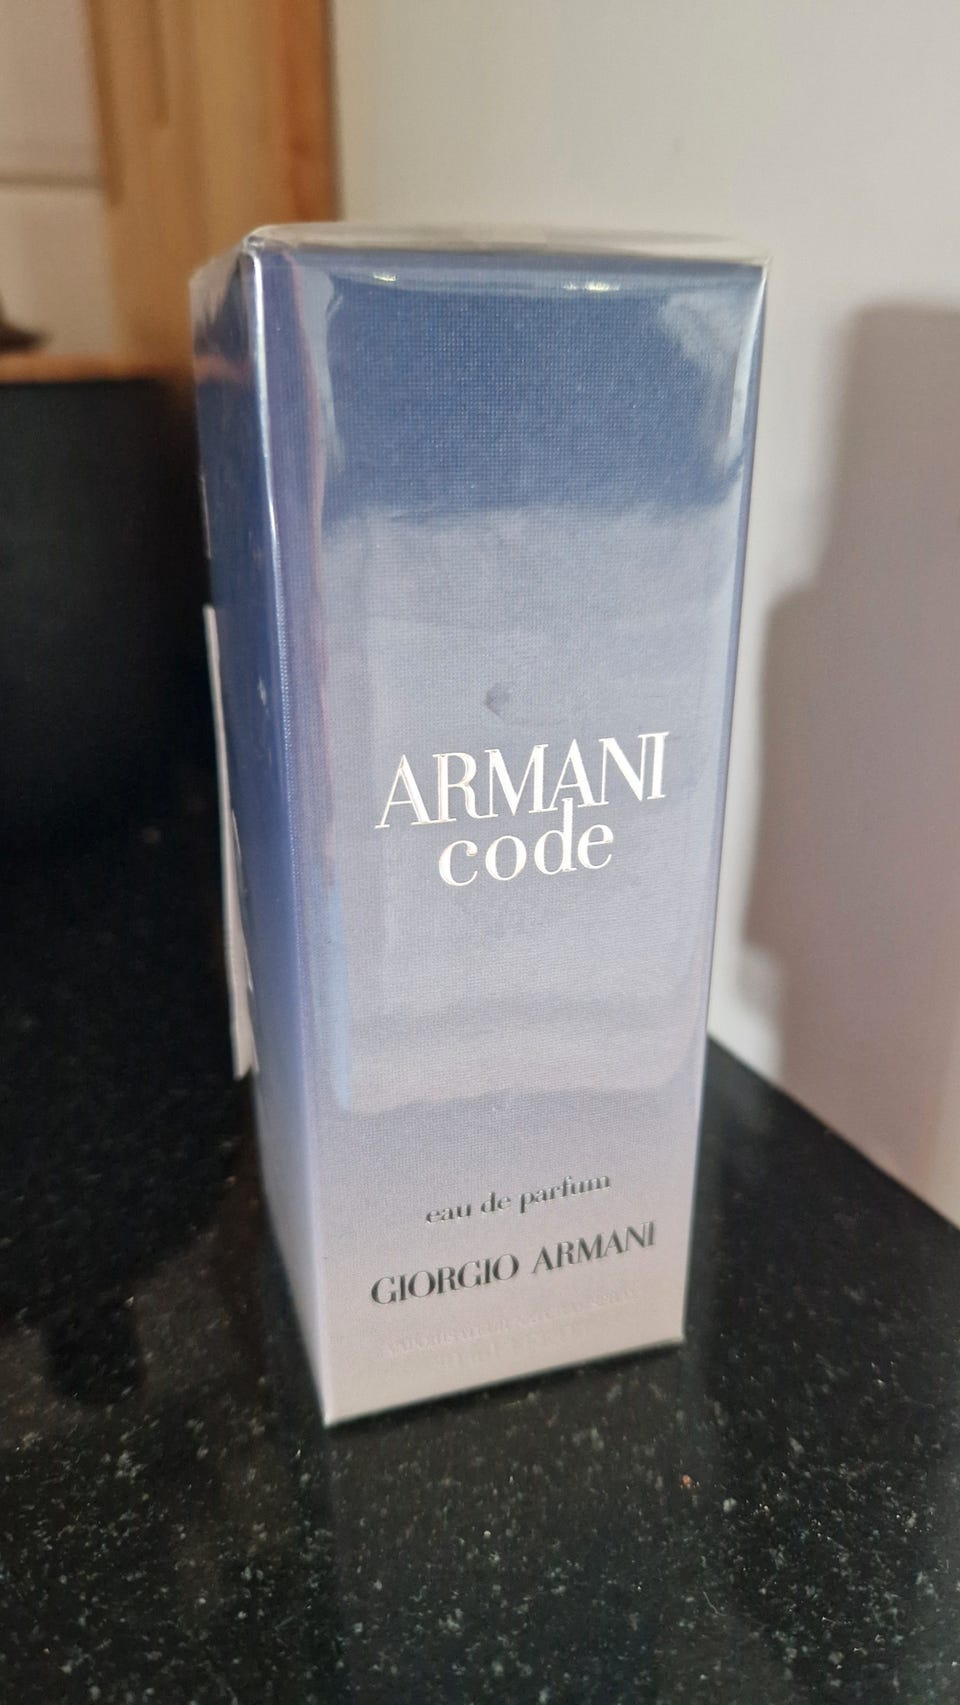 ARMANI
code
eau de parfum
GIORGIO ARMANI